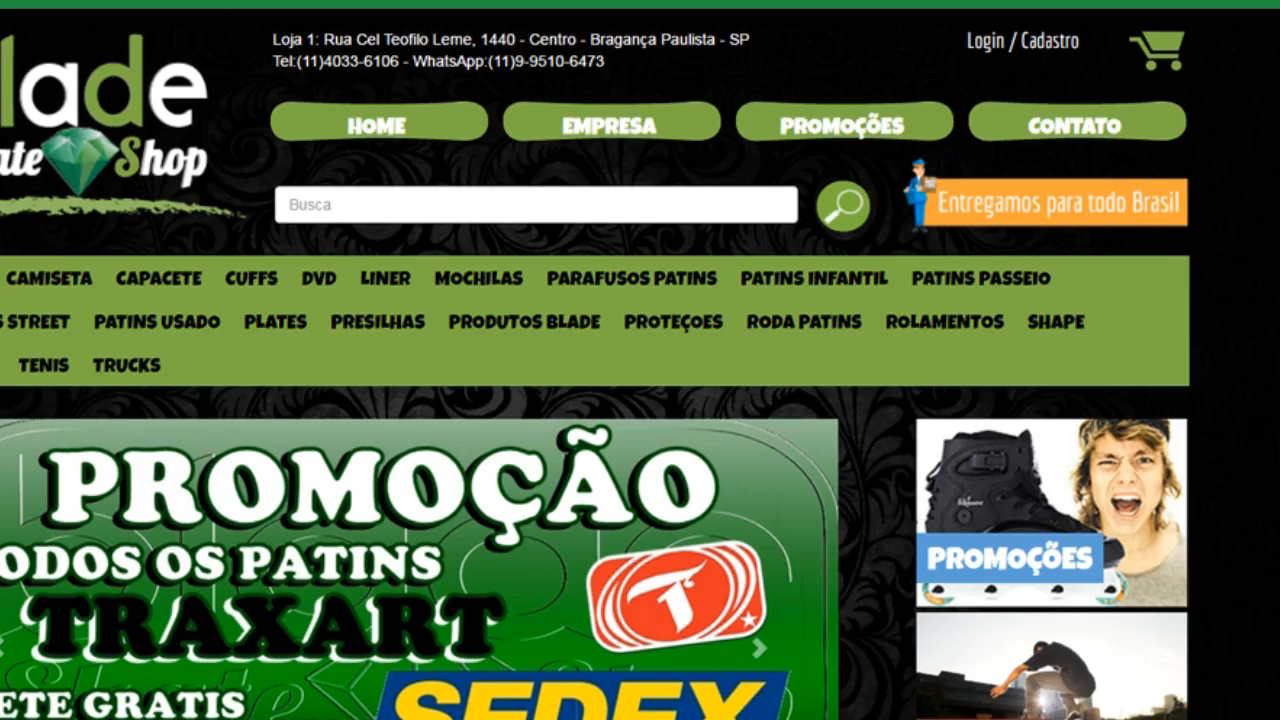 Loja 1: Rua Cel Teofilo Leme, 1440 - Centro - Bragança Paulista - SP
Tel:(11)4033-6106 - WhatsApp:(11)9-9510-6473
Login / Cadastro
lade
ate Shop
HOME EMPRESA PROMOÇÕES CONTATO
Busca
Entregamos para todo Brasil
CAMISETA CAPACETE CUFFS DVD LINER MOCHILAS PARAFUSOS PATINS PATINS INFANTIL PATINS PASSEIO
S STREET PATINS USADO PLATES PRESILHAS PRODUTOS BLADE PROTEÇOES RODA PATINS ROLAMENTOS SHAPE
TENIS TRUCKS
PROMOÇÃO
ODOS OS PATINS
TRAXART
T
ETE GRATIS
SEDEX
PROMOÇÕES